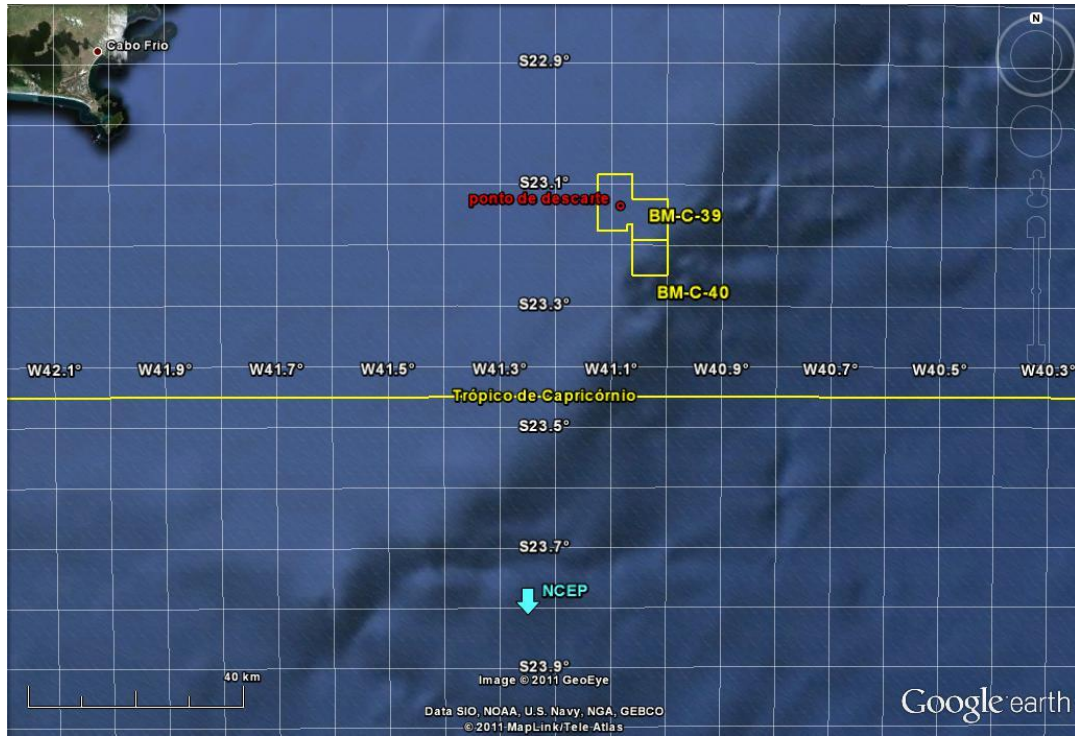 N
Cabo Frio
S22.9°
S23.1°
ponto de descarte
BM-C-39
BM-C-40
S23.3°
W42.1° W41.9° W41.7° W41.5° W41.3° W41.1° W40.9° W40.7° W40.5° W40.3°
Trópico de Capricórnio
S23.5°
S23.7°
NCEP
S23.9°
40 km
Image © 2011 GeoEye
Data SIO, NOAA, U.S. Navy, NGA, GEBCO
© 2011 MapLink/Tele Atlas
Google earth